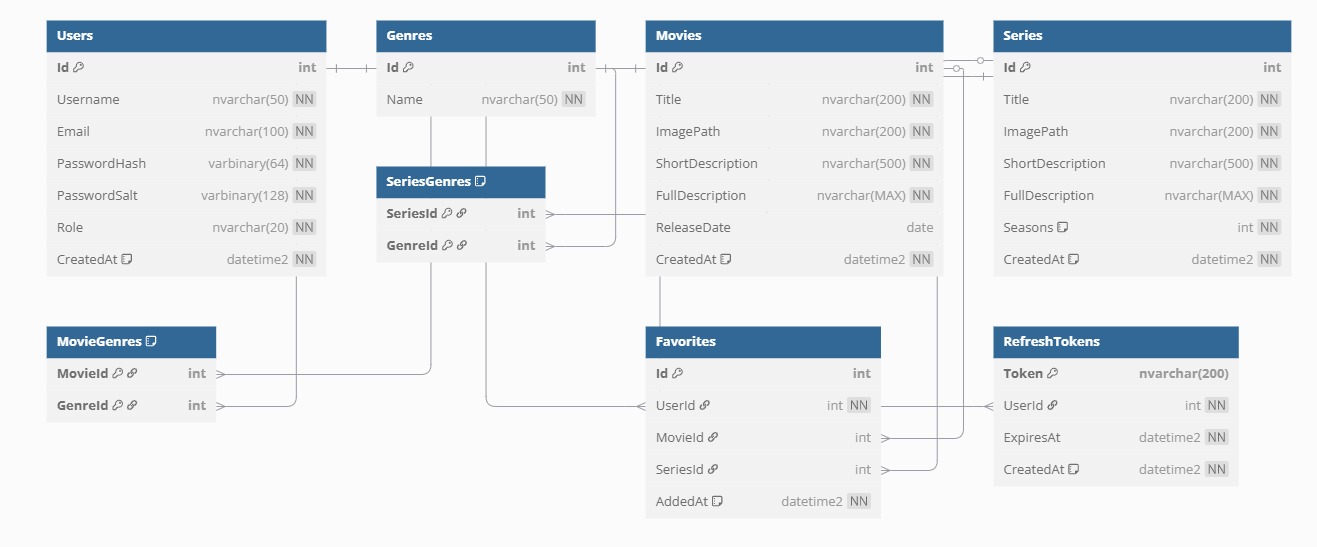 Users
Id int
Username nvarchar(50) NN
Email nvarchar(100) NN
PasswordHash varbinary(64) NN
PasswordSalt varbinary(128) NN
Role nvarchar(20) NN
CreatedAt datetime2 NN
Genres
Id int
Name nvarchar(50) NN
Movies
Id int
Title nvarchar(200) NN
ImagePath nvarchar(200) NN
ShortDescription nvarchar(500) NN
FullDescription nvarchar(MAX) NN
ReleaseDate date
CreatedAt datetime2 NN
Series
Id int
Title nvarchar(200) NN
ImagePath nvarchar(200) NN
ShortDescription nvarchar(500) NN
FullDescription nvarchar(MAX) NN
Seasons int NN
CreatedAt datetime2 NN
SeriesGenres
SeriesId int
GenreId int
MovieGenres
MovieId int
GenreId int
Favorites
Id int
UserId int NN
MovieId int
SeriesId int
AddedAt datetime2 NN
RefreshTokens
Token nvarchar(200)
UserId int NN
ExpiresAt datetime2 NN
CreatedAt datetime2 NN